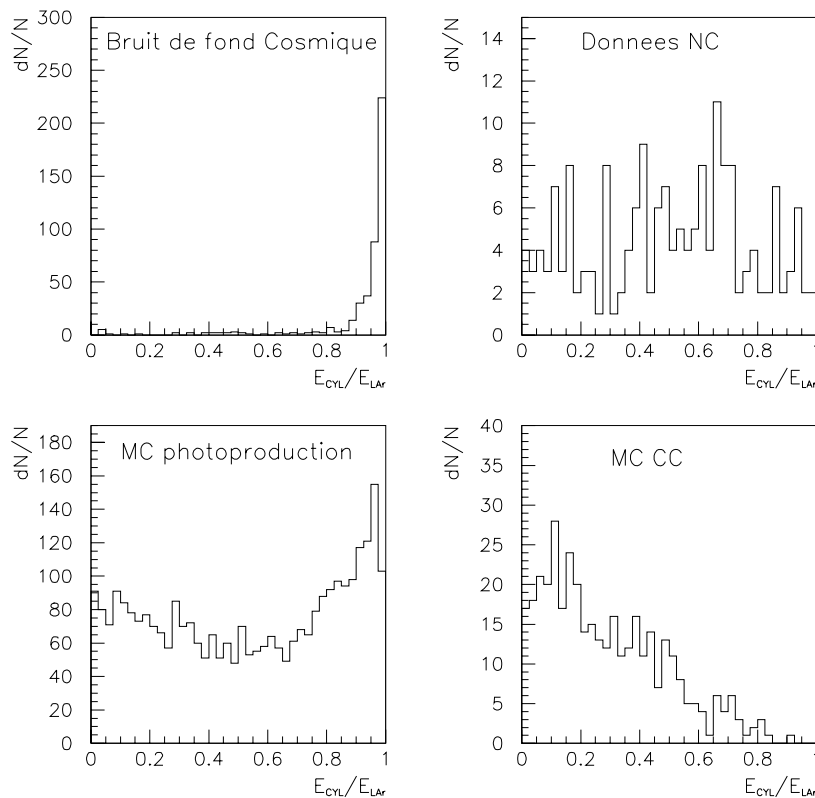 dN/N
300
250
200
150
100
50
0
Bruit de fond Cosmique
0 0.2 0.4 0.6 0.8 1
E_CYL/E_LAr
dN/N
14
12
10
8
6
4
2
0
Donnees NC
0 0.2 0.4 0.6 0.8 1
E_CYL/E_LAr
dN/N
180
160
140
120
100
80
60
40
20
0
MC photoproduction
0 0.2 0.4 0.6 0.8 1
E_CYL/E_LAr
dN/N
40
35
30
25
20
15
10
5
0
MC CC
0 0.2 0.4 0.6 0.8 1
E_CYL/E_LAr